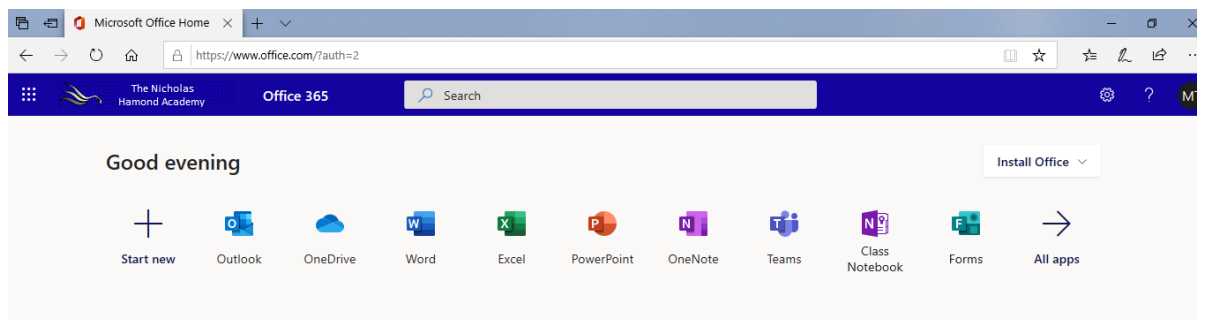 Microsoft Office Home
https://www.office.com/?auth=2
The Nicholas
Hamond Academy
Office 365
Search
MT
Good evening
Install Office
Start new
Outlook
OneDrive
Word
Excel
PowerPoint
OneNote
Teams
Class
Notebook
Forms
All apps